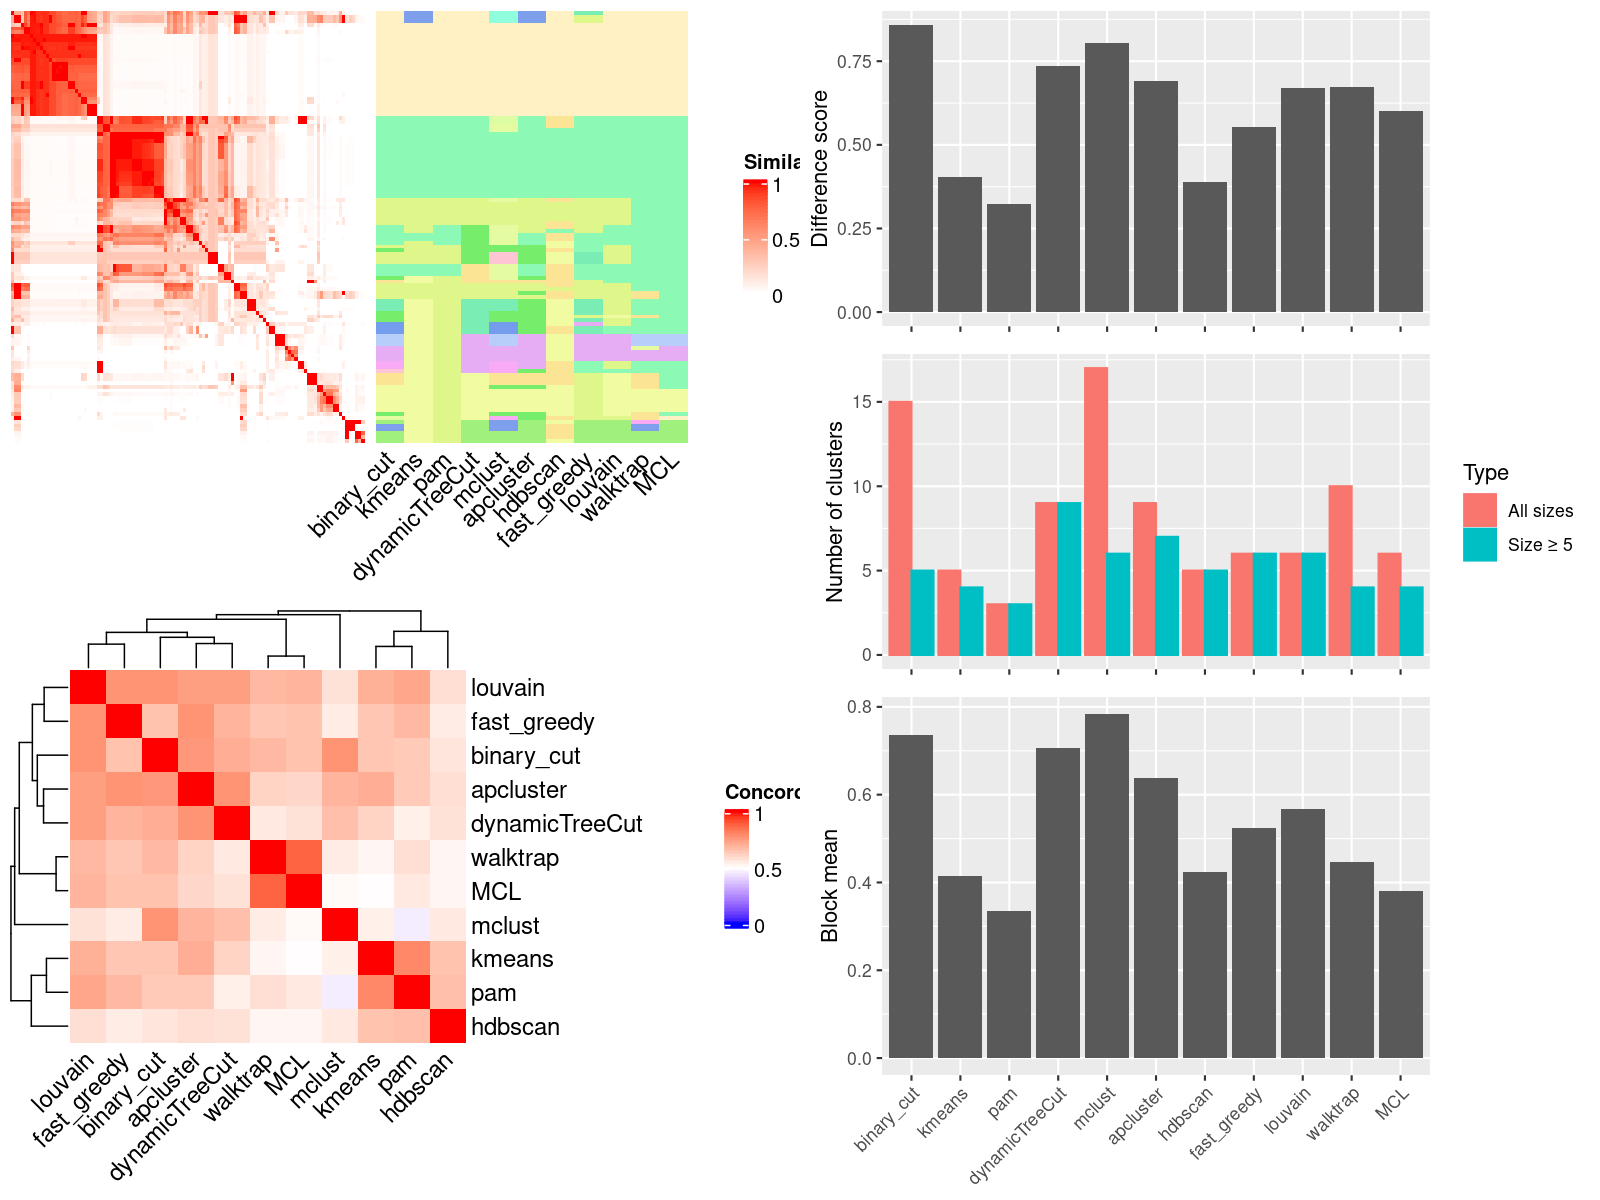 Simila
1
0.5
0
binary_cut
kmeans
pam
dynamicTreeCut
mclust
apcluster
hdbscan
fast_greedy
louvain
walktrap
MCL
louvain
fast_greedy
binary_cut
apcluster
dynamicTreeCut
walktrap
MCL
mclust
kmeans
pam
hdbscan
louvain
fast_greedy
binary_cut
apcluster
dynamicTreeCut
walktrap
MCL
mclust
kmeans
pam
hdbscan
Concord
1
0.5
0
Difference score
0.75
0.50
0.25
0.00
Number of clusters
15
10
5
0
Type
All sizes
Size ≥ 5
Block mean
0.8
0.6
0.4
0.2
0.0
binary_cut
kmeans
pam
dynamicTreeCut
mclust
apcluster
hdbscan
fast_greedy
louvain
walktrap
MCL